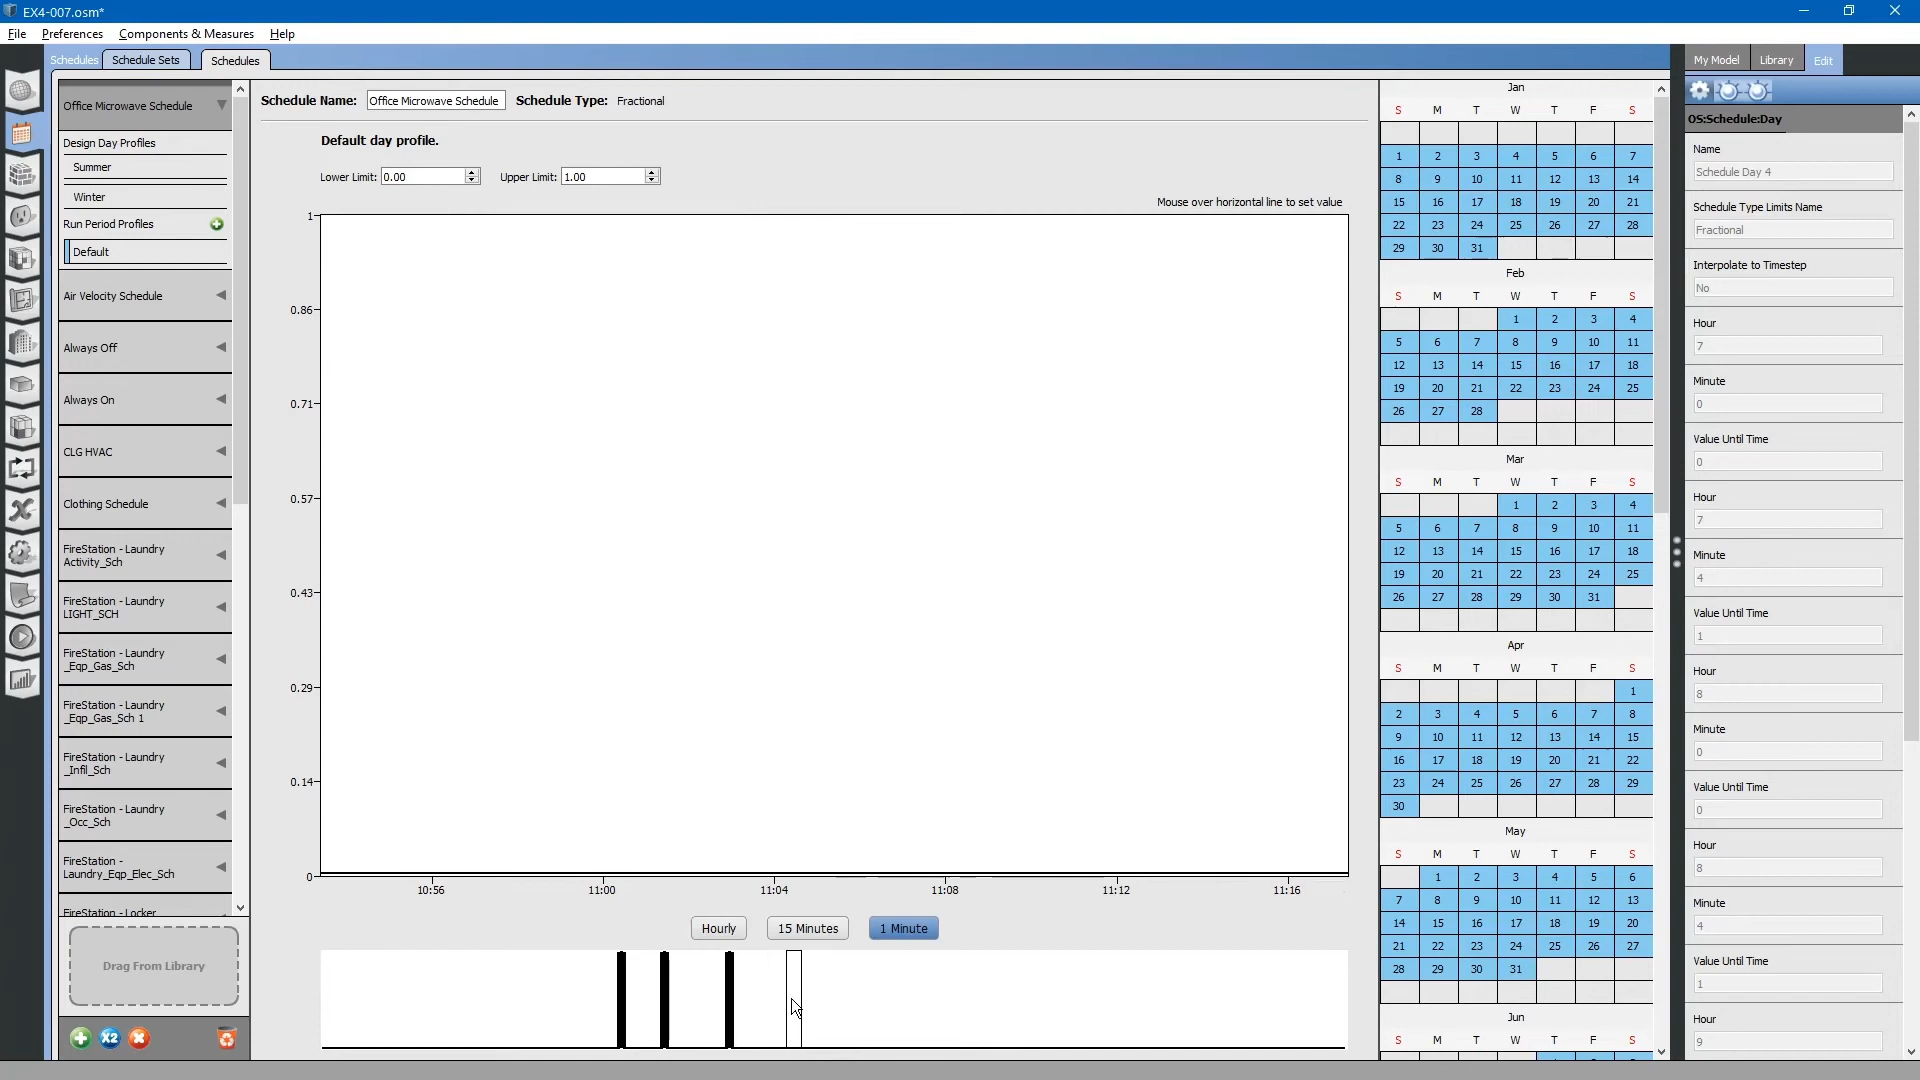 EX4-007.osm*
File Preferences Components & Measures Help
Schedules Schedule Sets Schedules
My Model Library Edit
Office Microwave Schedule
Design Day Profiles
Summer
Winter
Run Period Profiles
Default
Air Velocity Schedule
Always Off
Always On
CLG HVAC
Clothing Schedule
FireStation - Laundry
Activity_Sch
FireStation - Laundry
LIGHT_SCH
FireStation - Laundry
_Eqp_Gas_Sch
FireStation - Laundry
_Eqp_Gas_Sch 1
FireStation - Laundry
_Infil_Sch
FireStation - Laundry
_Occ_Sch
FireStation -
Laundry_Eqp_Elec_Sch
FireStation - Locker
Drag From Library
X2
Schedule Name: Office Microwave Schedule Schedule Type: Fractional
Default day profile.
Lower Limit: 0.00 Upper Limit: 1.00
Mouse over horizontal line to set value
1
0.86
0.71
0.57
0.43
0.29
0.14
0
10:56 11:00 11:04 11:08 11:12 11:16
Hourly 15 Minutes 1 Minute
Jan
S M T W T F S
1 2 3 4 5 6 7
8 9 10 11 12 13 14
15 16 17 18 19 20 21
22 23 24 25 26 27 28
29 30 31
Feb
S M T W T F S
1 2 3 4
5 6 7 8 9 10 11
12 13 14 15 16 17 18
19 20 21 22 23 24 25
26 27 28
Mar
S M T W T F S
1 2 3 4
5 6 7 8 9 10 11
12 13 14 15 16 17 18
19 20 21 22 23 24 25
26 27 28 29 30 31
Apr
S M T W T F S
1
2 3 4 5 6 7 8
9 10 11 12 13 14 15
16 17 18 19 20 21 22
23 24 25 26 27 28 29
30
May
S M T W T F S
1 2 3 4 5 6
7 8 9 10 11 12 13
14 15 16 17 18 19 20
21 22 23 24 25 26 27
28 29 30 31
Jun
S M T W T F S
OS:Schedule:Day
Name
Schedule Day 4
Schedule Type Limits Name
Fractional
Interpolate to Timestep
No
Hour
7
Minute
0
Value Until Time
0
Hour
7
Minute
4
Value Until Time
1
Hour
8
Minute
0
Value Until Time
0
Hour
8
Minute
4
Value Until Time
1
Hour
9